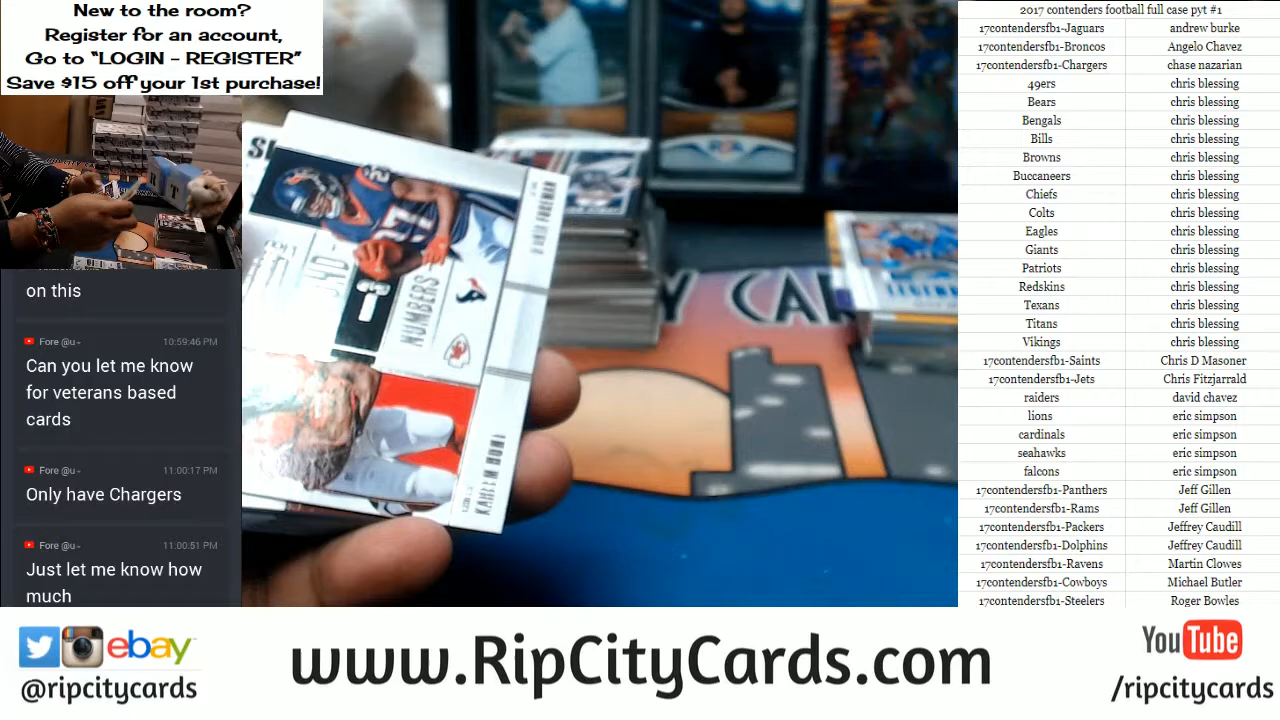 New to the room?
Register for an account,
Go to "LOGIN - REGISTER"
Save $15 off your 1st purchase!
on this
Fore @u~ 10:59:46 PM
Can you let me know
for veterans based
cards
Fore @u~ 11:00:17 PM
Only have Chargers
Fore @u~ 11:00:51 PM
Just let me know how
much
NUMBERS
FOREMAN
KAREEM HUNT
Y CA
LEGEN
2017 contenders football full case pyt #1
17contendersfb1-Jaguars andrew burke
17contendersfb1-Broncos Angelo Chavez
17contendersfb1-Chargers chase nazarian
49ers chris blessing
Bears chris blessing
Bengals chris blessing
Bills chris blessing
Browns chris blessing
Buccaneers chris blessing
Chiefs chris blessing
Colts chris blessing
Eagles chris blessing
Giants chris blessing
Patriots chris blessing
Redskins chris blessing
Texans chris blessing
Titans chris blessing
Vikings chris blessing
17contendersfb1-Saints Chris D Masoner
17contendersfb1-Jets Chris Fitzjarrald
raiders david chavez
lions eric simpson
cardinals eric simpson
seahawks eric simpson
falcons eric simpson
17contendersfb1-Panthers Jeff Gillen
17contendersfb1-Rams Jeff Gillen
17contendersfb1-Packers Jeffrey Caudill
17contendersfb1-Dolphins Jeffrey Caudill
17contendersfb1-Ravens Martin Clowes
17contendersfb1-Cowboys Michael Butler
17contendersfb1-Steelers Roger Bowles
ebay
@ripcitycards
www.RipCityCards.com
YouTube
/ripcitycards